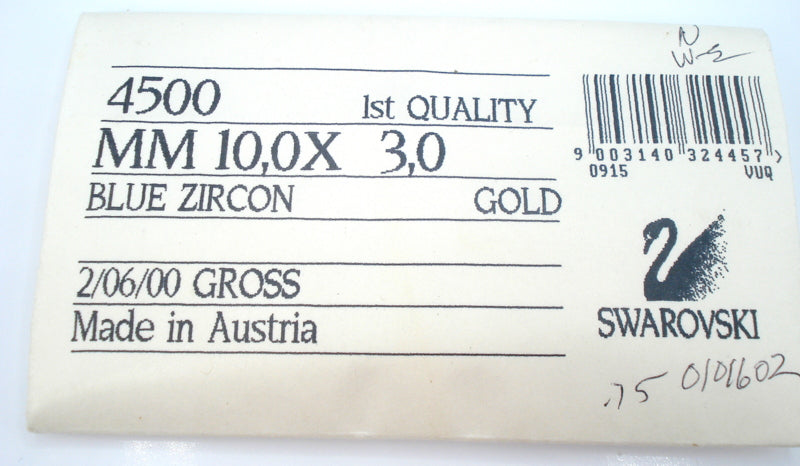 4500 1st QUALITY
MM 10,0X 3,0
BLUE ZIRCON GOLD
2/06/00 GROSS
Made in Austria
N
W-S
9 003140 324457 >
0915 VUQ
SWAROVSKI
.75 0101602